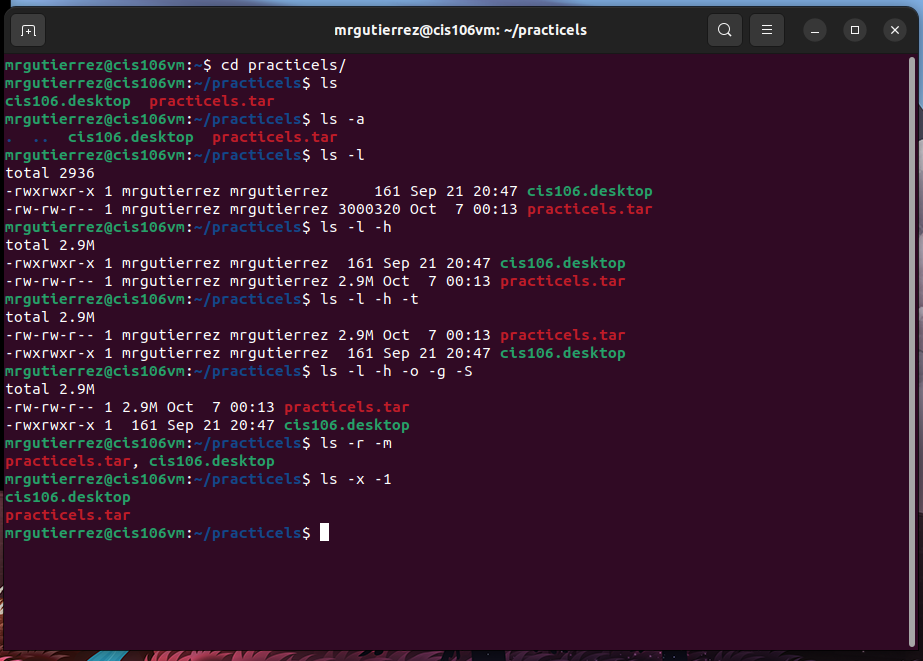 mrgutierrez@cis106vm: ~/practicels
mrgutierrez@cis106vm:~$ cd practicels/
mrgutierrez@cis106vm:~/practicels$ ls
cis106.desktop  practicels.tar
mrgutierrez@cis106vm:~/practicels$ ls -a
.  ..  cis106.desktop  practicels.tar
mrgutierrez@cis106vm:~/practicels$ ls -l
total 2936
-rwxrwxr-x 1 mrgutierrez mrgutierrez     161 Sep 21 20:47 cis106.desktop
-rw-rw-r-- 1 mrgutierrez mrgutierrez 3000320 Oct  7 00:13 practicels.tar
mrgutierrez@cis106vm:~/practicels$ ls -l -h
total 2.9M
-rwxrwxr-x 1 mrgutierrez mrgutierrez  161 Sep 21 20:47 cis106.desktop
-rw-rw-r-- 1 mrgutierrez mrgutierrez 2.9M Oct  7 00:13 practicels.tar
mrgutierrez@cis106vm:~/practicels$ ls -l -h -t
total 2.9M
-rw-rw-r-- 1 mrgutierrez mrgutierrez 2.9M Oct  7 00:13 practicels.tar
-rwxrwxr-x 1 mrgutierrez mrgutierrez  161 Sep 21 20:47 cis106.desktop
mrgutierrez@cis106vm:~/practicels$ ls -l -h -o -g -S
total 2.9M
-rw-rw-r-- 1 2.9M Oct  7 00:13 practicels.tar
-rwxrwxr-x 1  161 Sep 21 20:47 cis106.desktop
mrgutierrez@cis106vm:~/practicels$ ls -r -m
practicels.tar, cis106.desktop
mrgutierrez@cis106vm:~/practicels$ ls -x -1
cis106.desktop
practicels.tar
mrgutierrez@cis106vm:~/practicels$